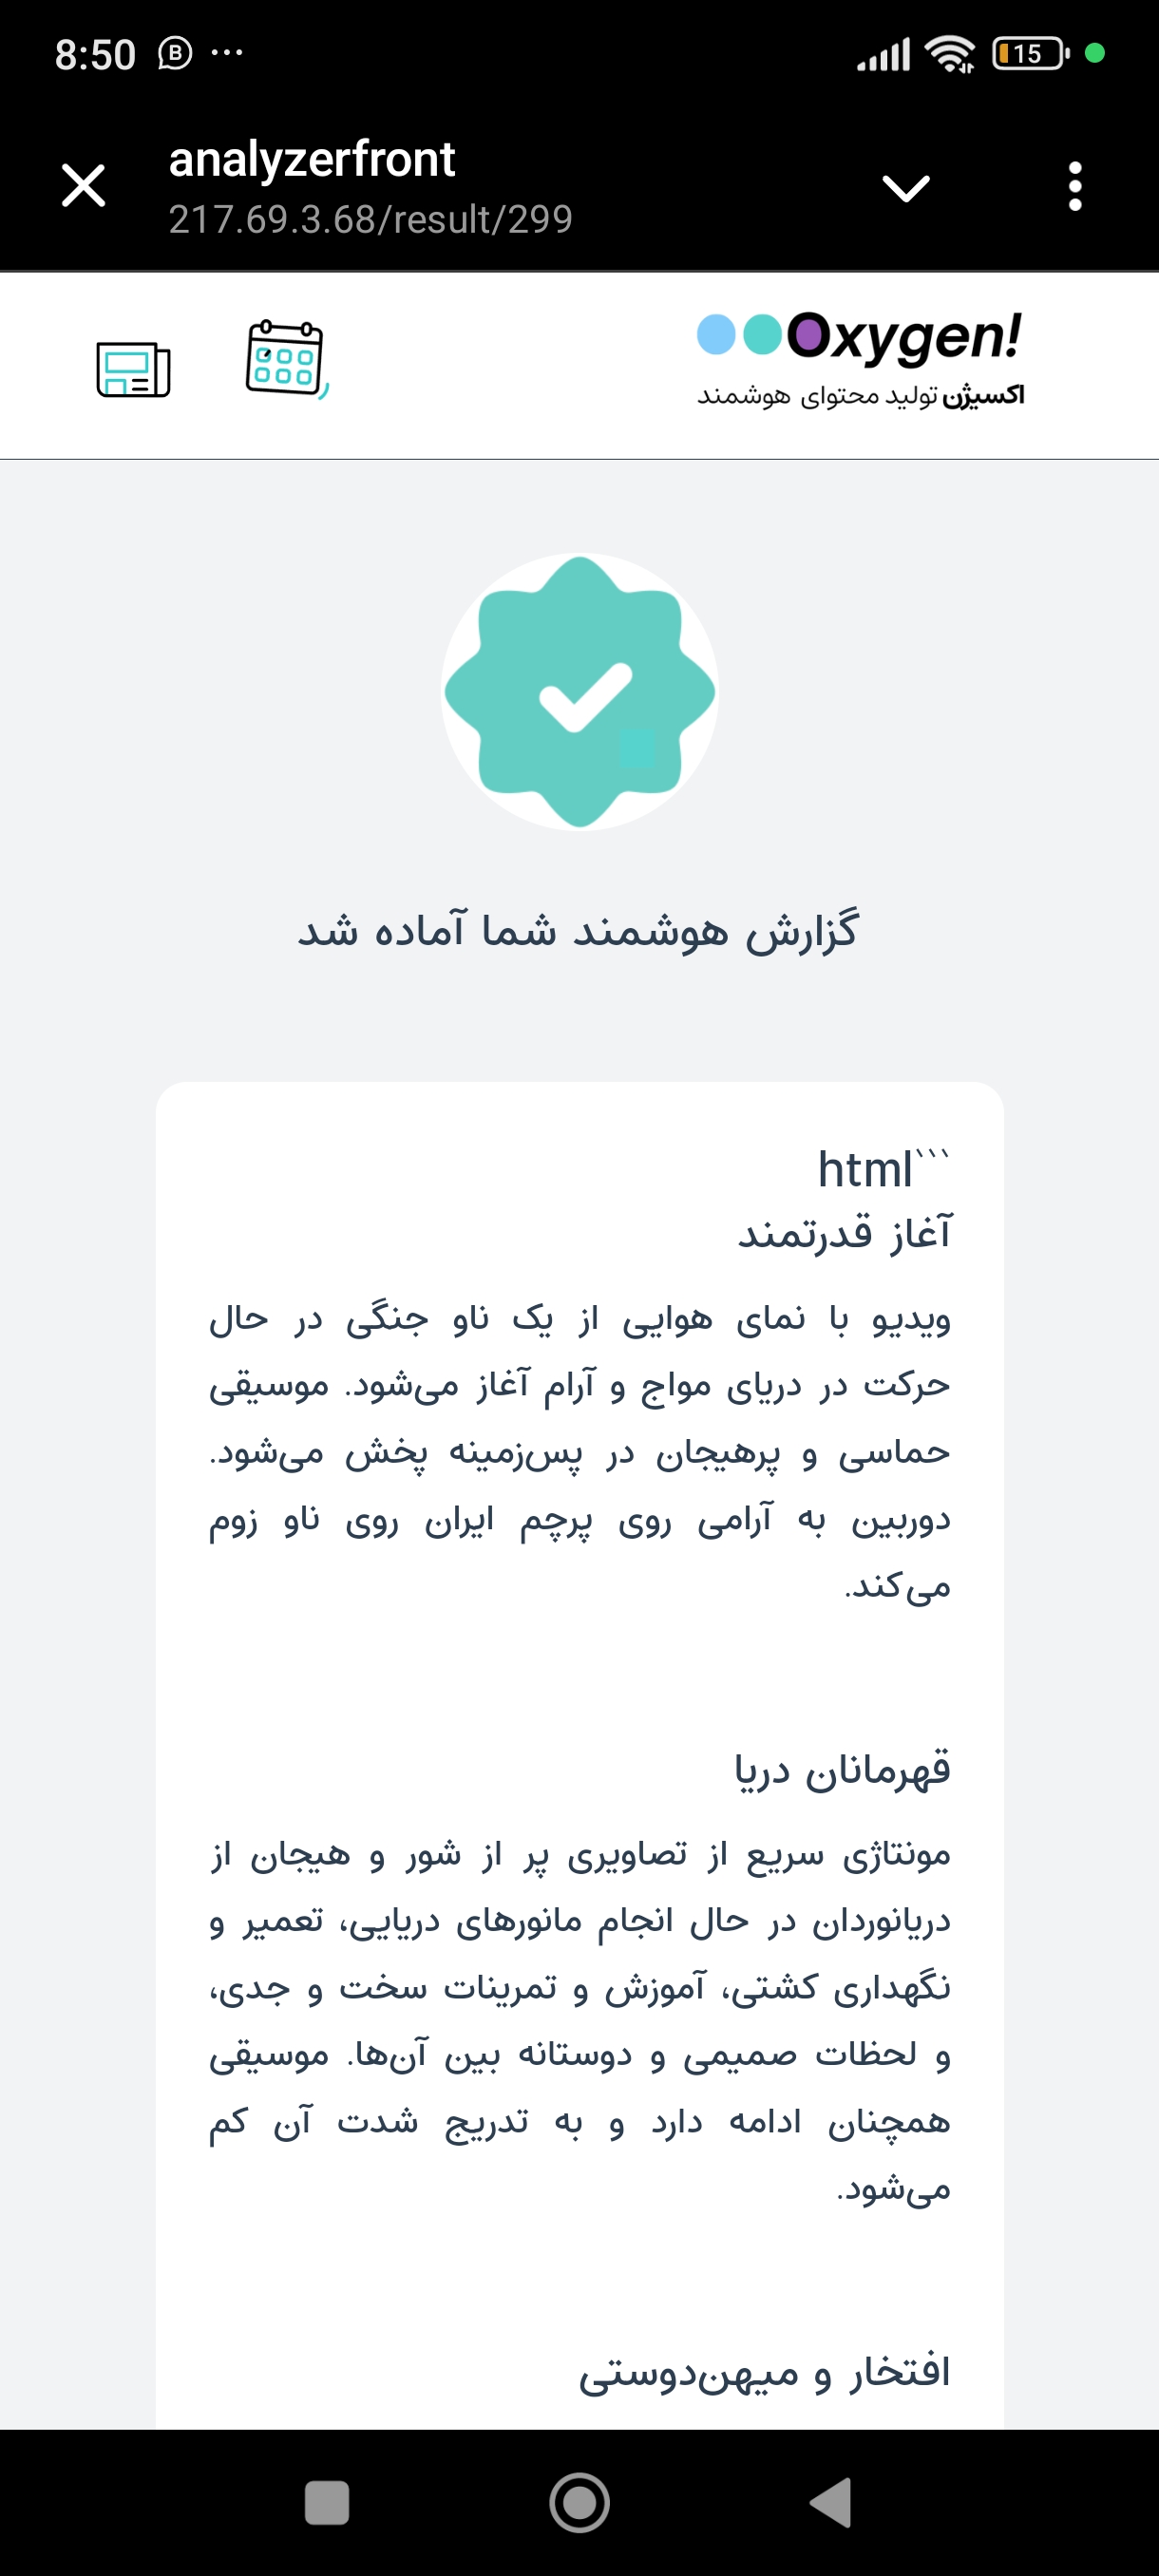 8:50
15
analyzerfront
217.69.3.68/result/299
Oxygen!
اکسیژن تولید محتوای هوشمند
گزارش هوشمند شما آماده شد
```html
آغاز قدرتمند
ویدیو با نمای هوایی از یک ناو جنگی در حال
حرکت در دریای مواج و آرام آغاز می‌شود. موسیقی
حماسی و پرهیجان در پس‌زمینه پخش می‌شود.
دوربین به آرامی روی پرچم ایران روی ناو زوم
می‌کند.
قهرمانان دریا
مونتاژی سریع از تصاویری پر از شور و هیجان از
دریانوردان در حال انجام مانورهای دریایی، تعمیر و
نگهداری کشتی، آموزش و تمرینات سخت و جدی،
و لحظات صمیمی و دوستانه بین آن‌ها. موسیقی
همچنان ادامه دارد و به تدریج شدت آن کم
می‌شود.
افتخار و میهن‌دوستی